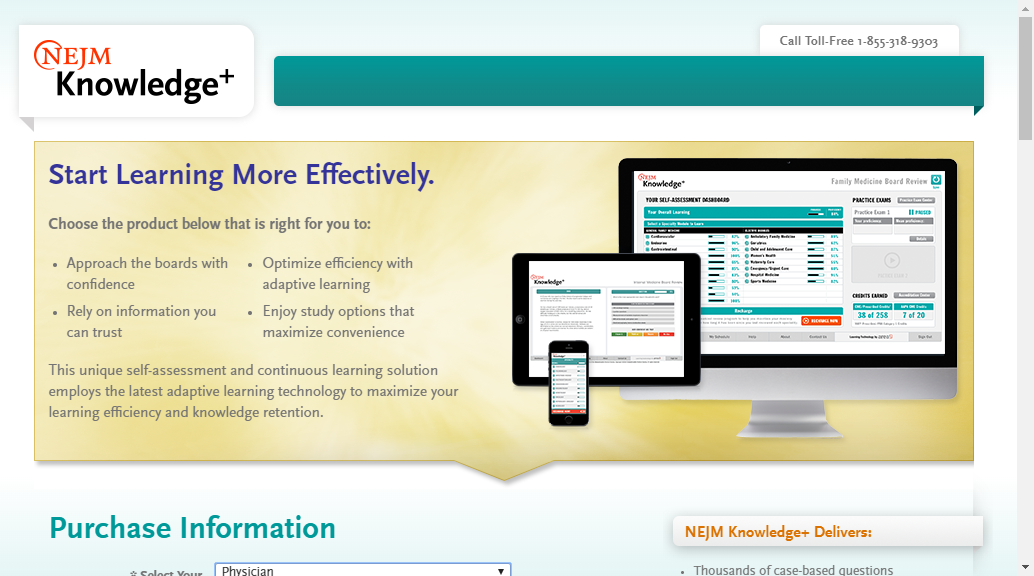 NEJM
Knowledge+
Call Toll-Free 1-855-318-9303
Start Learning More Effectively.
Choose the product below that is right for you to:
• Approach the boards with
confidence
• Rely on information you
can trust
• Optimize efficiency with
adaptive learning
• Enjoy study options that
maximize convenience
This unique self-assessment and continuous learning solution
employs the latest adaptive learning technology to maximize your
learning efficiency and knowledge retention.
NEJM
Knowledge+
Family Medicine Board Review
YOUR SELF-ASSESSMENT DASHBOARD
Your Overall Learning
PRACTICE EXAMS
Practice Exam 1
PAUSED
CREDITS EARNED
38 of 258
7 of 20
Recharge
RECHARGE NOW
NEJM
Knowledge+
Purchase Information
* Select Your
Physician
NEJM Knowledge+ Delivers:
• Thousands of case-based questions